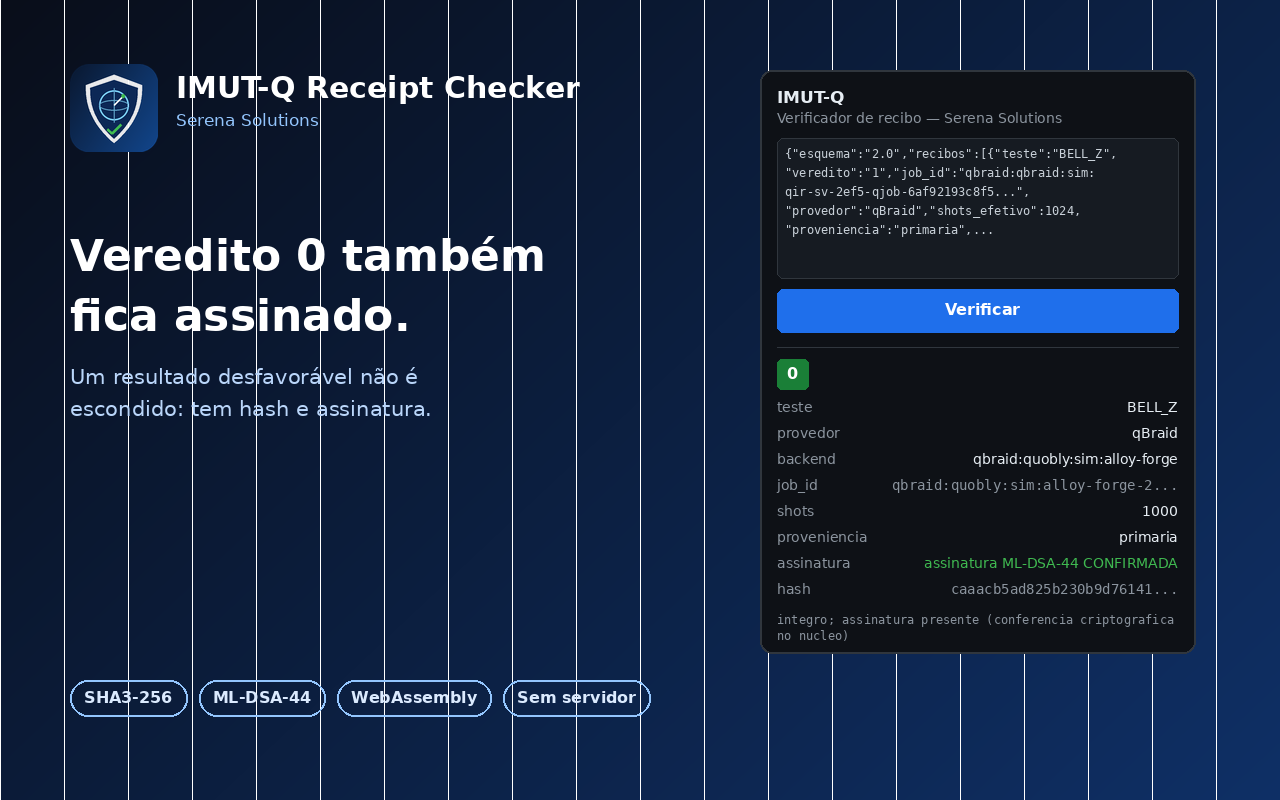 IMUT-Q Receipt Checker
Serena Solutions
Veredito 0 também
fica assinado.
Um resultado desfavorável não é
escondido: tem hash e assinatura.
SHA3-256
ML-DSA-44
WebAssembly
Sem servidor
IMUT-Q
Verificador de recibo — Serena Solutions
{"esquema":"2.0","recibos":[{"teste":"BELL_Z",
"veredito":"1","job_id":"qbraid:qbraid:sim:
qir-sv-2ef5-qjob-6af92193c8f5...",
"provedor":"qBraid","shots_efetivo":1024,
"proveniencia":"primaria",...
Verificar
0
teste BELL_Z
provedor qBraid
backend qbraid:quobly:sim:alloy-forge
job_id qbraid:quobly:sim:alloy-forge-2...
shots 1000
proveniencia primaria
assinatura assinatura ML-DSA-44 CONFIRMADA
hash caaacb5ad825b230b9d76141...
integro; assinatura presente (conferencia criptografica
no nucleo)